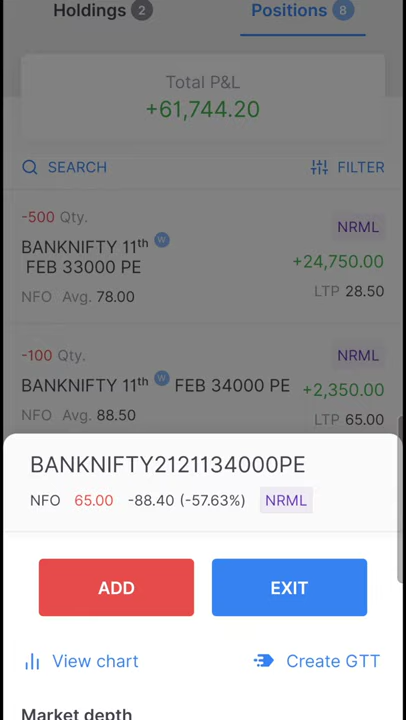 Holdings 2 Positions 8
Total P&L
+61,744.20
SEARCH FILTER
-500 Qty. NRML
BANKNIFTY 11th W
FEB 33000 PE +24,750.00
NFO Avg. 78.00 LTP 28.50
-100 Qty. NRML
BANKNIFTY 11th W FEB 34000 PE +2,350.00
NFO Avg. 88.50 LTP 65.00
BANKNIFTY2121134000PE
NFO 65.00 -88.40 (-57.63%) NRML
ADD EXIT
View chart Create GTT
Market depth